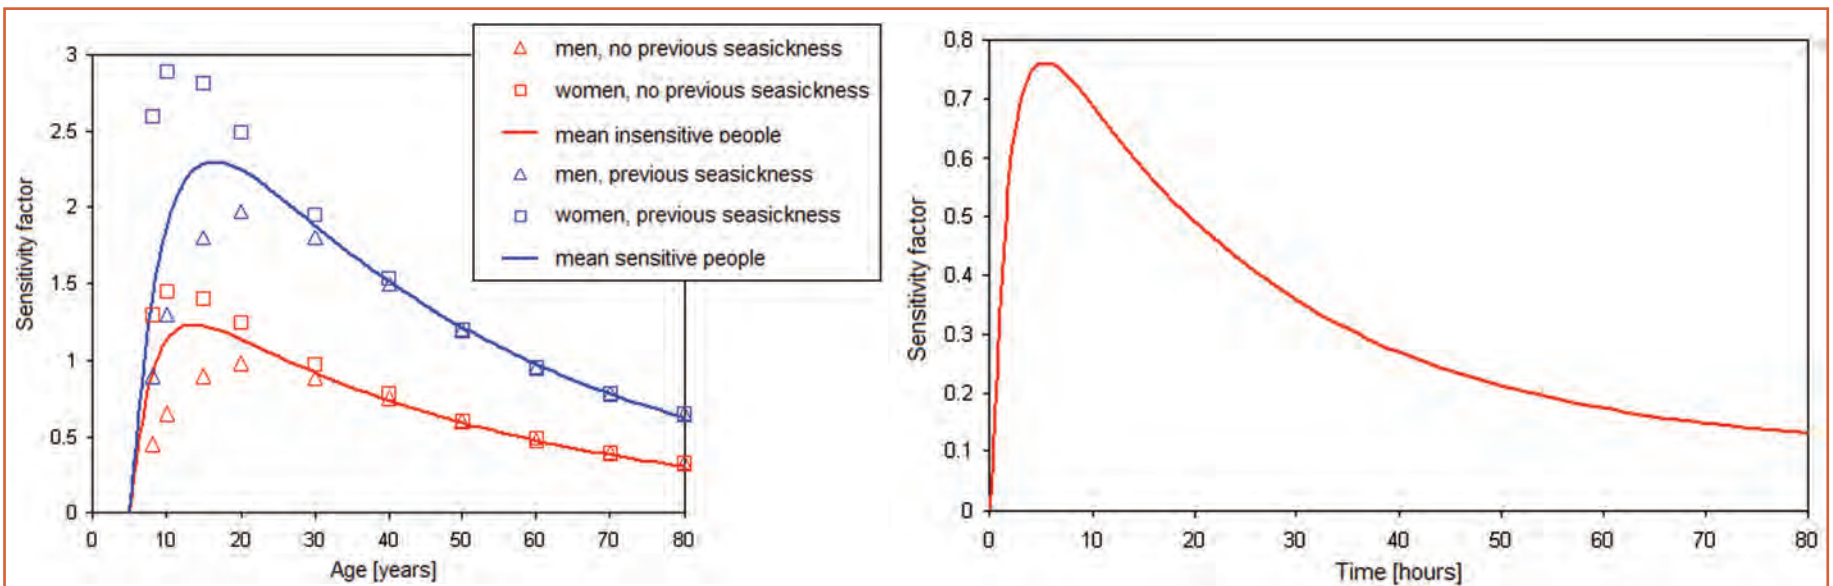 3
2.5
2
1.5
1
0.5
0
0 10 20 30 40 50 60 70 80
Sensitivity factor
Age [years]
men, no previous seasickness
women, no previous seasickness
mean insensitive people
men, previous seasickness
women, previous seasickness
mean sensitive people
0.8
0.7
0.6
0.5
0.4
0.3
0.2
0.1
0
0 10 20 30 40 50 60 70 80
Sensitivity factor
Time [hours]